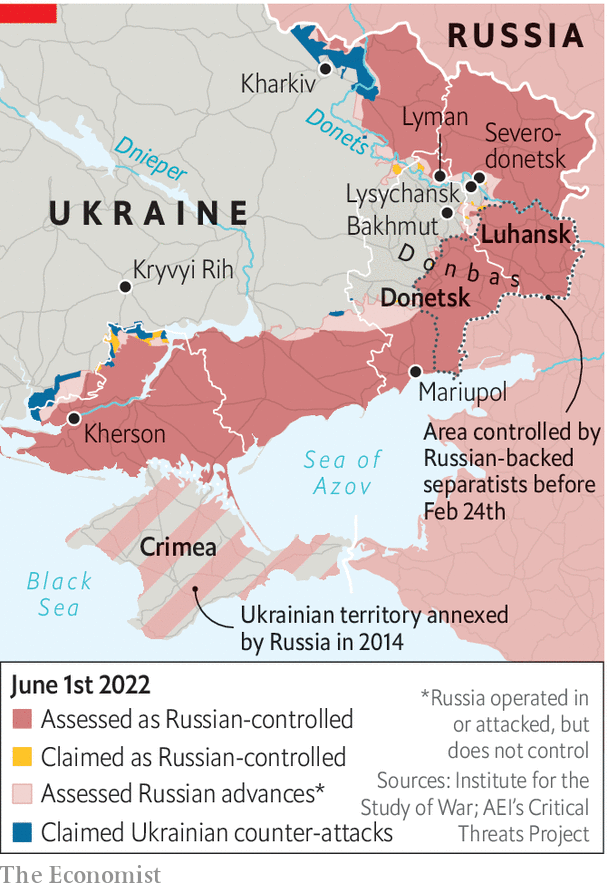 RUSSIA
Kharkiv
Lyman
Donets
Severo-
donetsk
Dnieper
Lysychansk
UKRAINE
Bakhmut
Luhansk
Donbas
Kryvyi Rih
Donetsk
Mariupol
Kherson
Area controlled by
Russian-backed
separatists before
Feb 24th
Sea of
Azov
Crimea
Black
Sea
Ukrainian territory annexed
by Russia in 2014
June 1st 2022
Assessed as Russian-controlled
Claimed as Russian-controlled
Assessed Russian advances*
Claimed Ukrainian counter-attacks
*Russia operated in
or attacked, but
does not control
Sources: Institute for the
Study of War; AEI’s Critical
Threats Project
The Economist